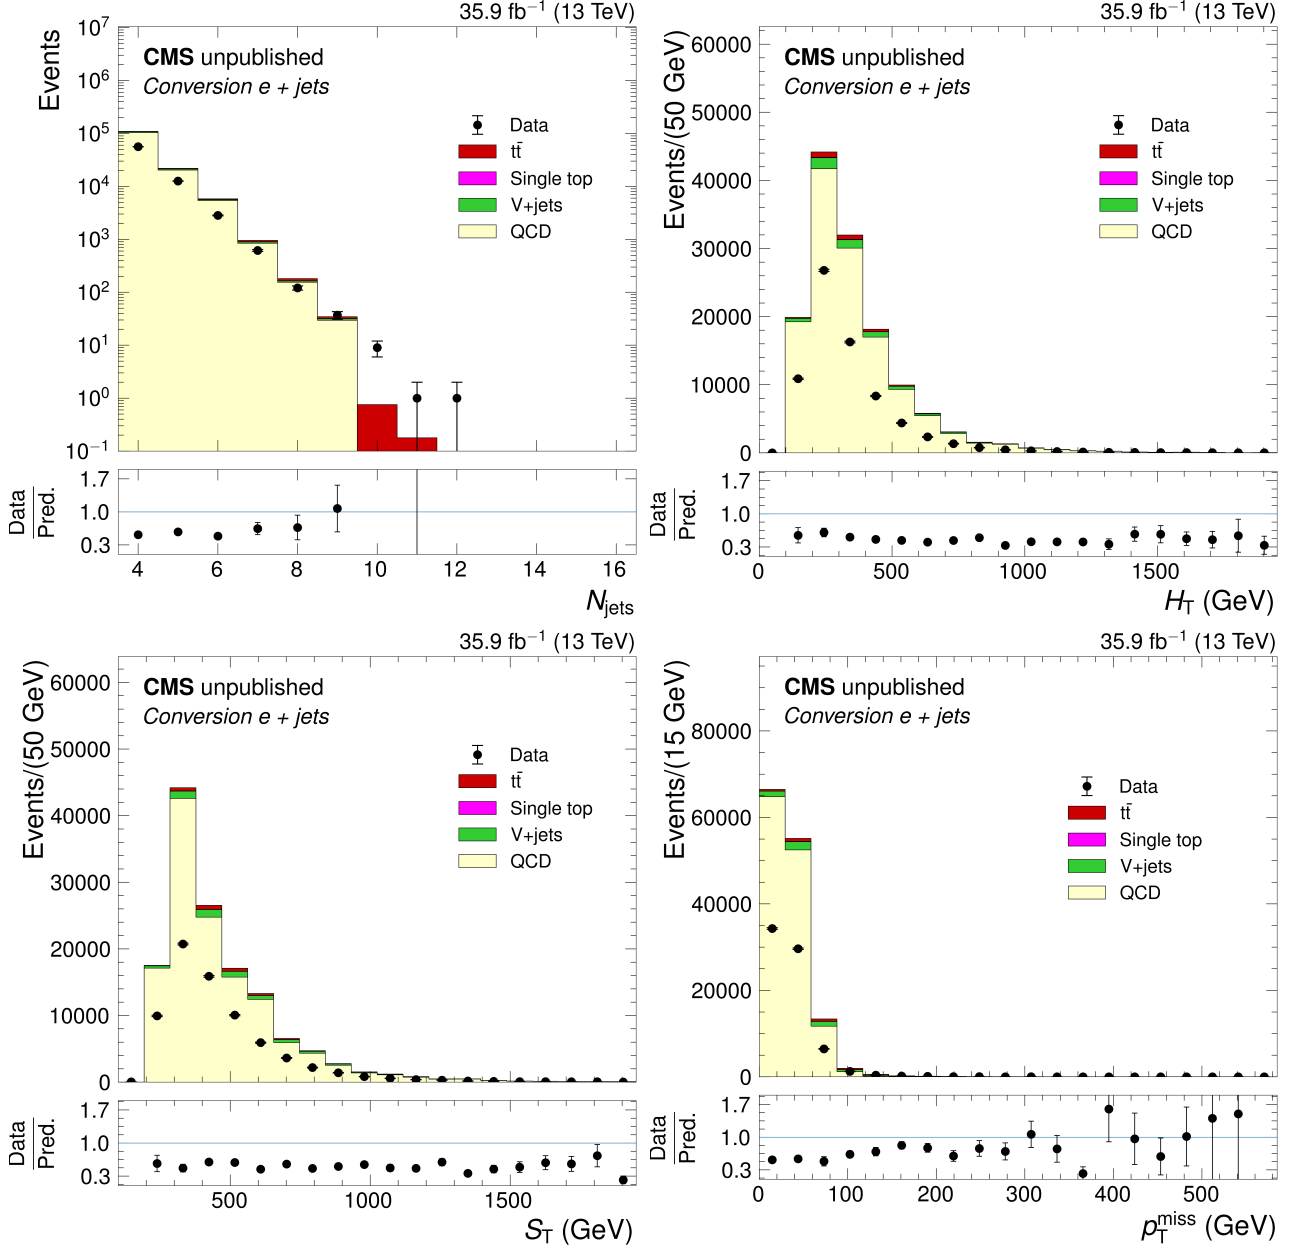 35.9 fb⁻¹ (13 TeV)
Events
10⁷
10⁶
10⁵
10⁴
10³
10²
10¹
10⁰
10⁻¹
CMS unpublished
Conversion e + jets
Data
tt̄
Single top
V+jets
QCD
Data
Pred.
1.7
1.0
0.3
4 6 8 10 12 14 16
N_jets
35.9 fb⁻¹ (13 TeV)
Events/(50 GeV)
60000
50000
40000
30000
20000
10000
0
CMS unpublished
Conversion e + jets
Data
tt̄
Single top
V+jets
QCD
Data
Pred.
1.7
1.0
0.3
0 500 1000 1500
H_T (GeV)
35.9 fb⁻¹ (13 TeV)
Events/(50 GeV)
60000
50000
40000
30000
20000
10000
0
CMS unpublished
Conversion e + jets
Data
tt̄
Single top
V+jets
QCD
Data
Pred.
1.7
1.0
0.3
500 1000 1500
S_T (GeV)
35.9 fb⁻¹ (13 TeV)
Events/(15 GeV)
80000
60000
40000
20000
0
CMS unpublished
Conversion e + jets
Data
tt̄
Single top
V+jets
QCD
Data
Pred.
1.7
1.0
0.3
0 100 200 300 400 500
p_T^miss (GeV)